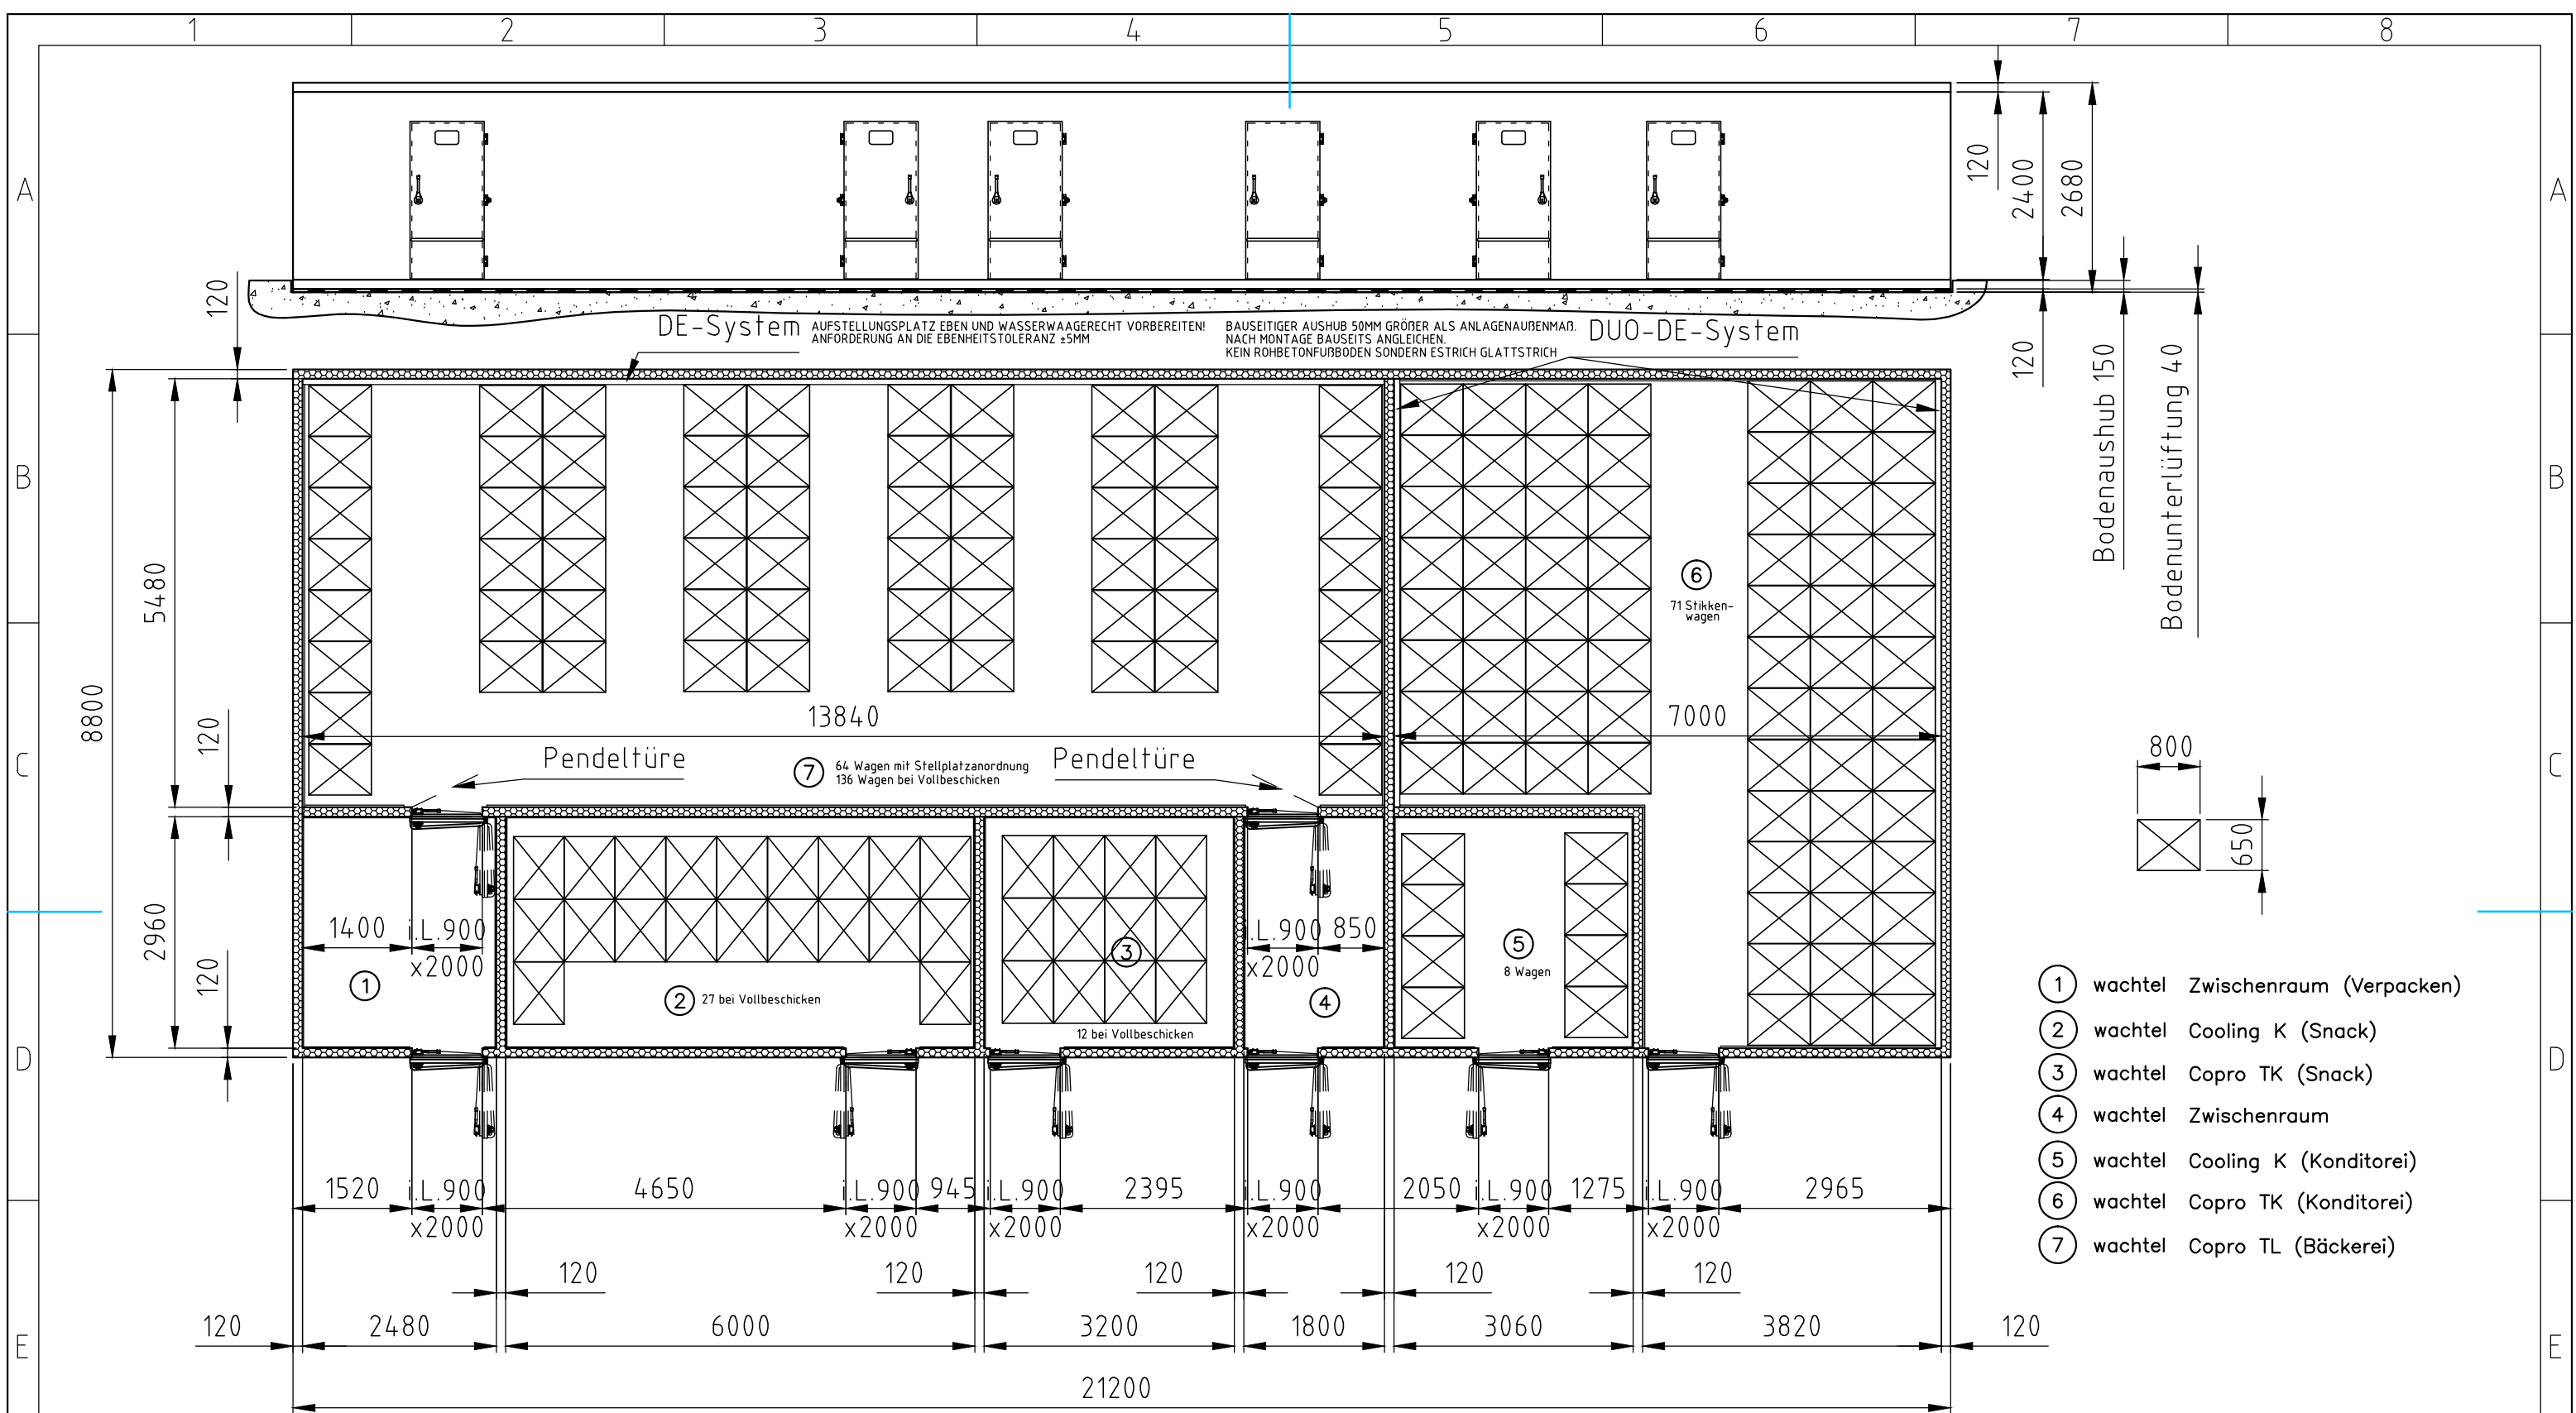 1 2 3 4 5 6 7 8
A A
120
2400
2680
120
DE-System
AUFSTELLUNGSPLATZ EBEN UND WASSERWAAGERECHT VORBEREITEN!
ANFORDERUNG AN DIE EBENHEITSTOLERANZ ±5MM
BAUSEITIGER AUSHUB 50MM GRÖßER ALS ANLAGENAUßENMAß.
NACH MONTAGE BAUSEITS ANGLEICHEN.
KEIN ROHBETONFUßBODEN SONDERN ESTRICH GLATTSTRICH
DUO-DE-System
120
Bodenaushub 150
Bodenunterlüftung 40
B B
5480
8800
6
71 Stikken-
wagen
C C
120
13840
7000
Pendeltüre
7
64 Wagen mit Stellplatzanordnung
136 Wagen bei Vollbeschicken
Pendeltüre
800
650
2960
120
1400 i.L.900
x2000
1
2
27 bei Vollbeschicken
3
12 bei Vollbeschicken
i.L.900 850
x2000
4
5
8 Wagen
D D
1 wachtel Zwischenraum (Verpacken)
2 wachtel Cooling K (Snack)
3 wachtel Copro TK (Snack)
4 wachtel Zwischenraum
5 wachtel Cooling K (Konditorei)
6 wachtel Copro TK (Konditorei)
7 wachtel Copro TL (Bäckerei)
1520 i.L.900 4650 i.L.900 945 i.L.900 2395 i.L.900 2050 i.L.900 1275 i.L.900 2965
x2000 x2000 x2000 x2000 x2000 x2000
120 120 120 120 120
120 2480 6000 3200 1800 3060 3820 120
E E
21200